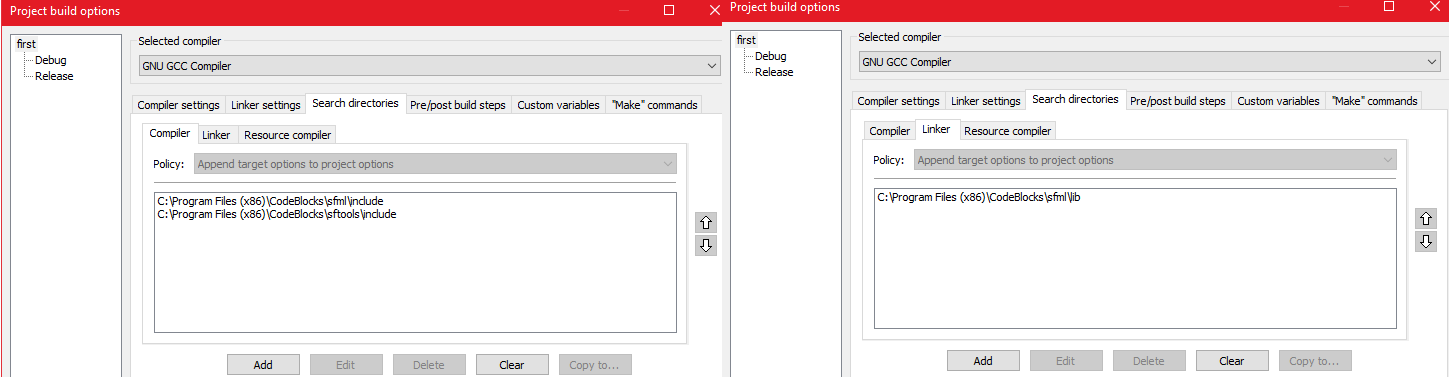 Project build options
first
Debug
Release
Selected compiler
GNU GCC Compiler
Compiler settings Linker settings Search directories Pre/post build steps Custom variables "Make" commands
Compiler Linker Resource compiler
Policy: Append target options to project options
C:\Program Files (x86)\CodeBlocks\sfml\include
C:\Program Files (x86)\CodeBlocks\sftools\include
Add Edit Delete Clear Copy to...
Project build options
first
Debug
Release
Selected compiler
GNU GCC Compiler
Compiler settings Linker settings Search directories Pre/post build steps Custom variables "Make" commands
Compiler Linker Resource compiler
Policy: Append target options to project options
C:\Program Files (x86)\CodeBlocks\sfml\lib
Add Edit Delete Clear Copy to...